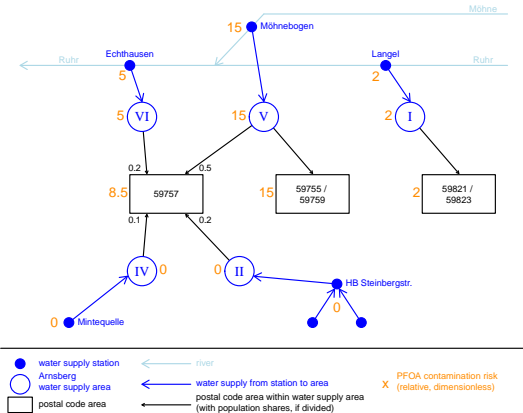 Möhne
15
Möhnebogen
Echthausen
Langel
Ruhr
Ruhr
5
2
5
VI
15
V
2
I
0.2
0.5
8.5
59757
15
59755 /
59759
2
59821 /
59823
0.1
0.2
IV
0
0
II
HB Steinbergstr.
0
0
Mintequelle
water supply station
river
Arnsberg
water supply area
water supply from station to area
x
PFOA contamination risk
(relative, dimensionless)
postal code area
postal code area within water supply area
(with population shares, if divided)